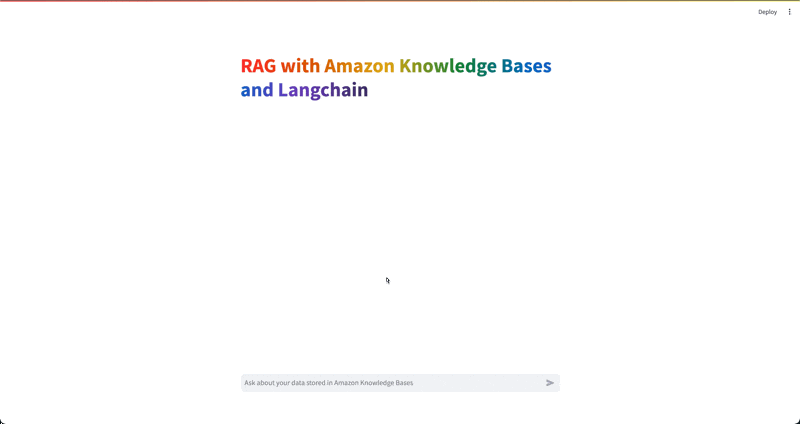 Deploy
RAG with Amazon Knowledge Bases
and Langchain
Ask about your data stored in Amazon Knowledge Bases